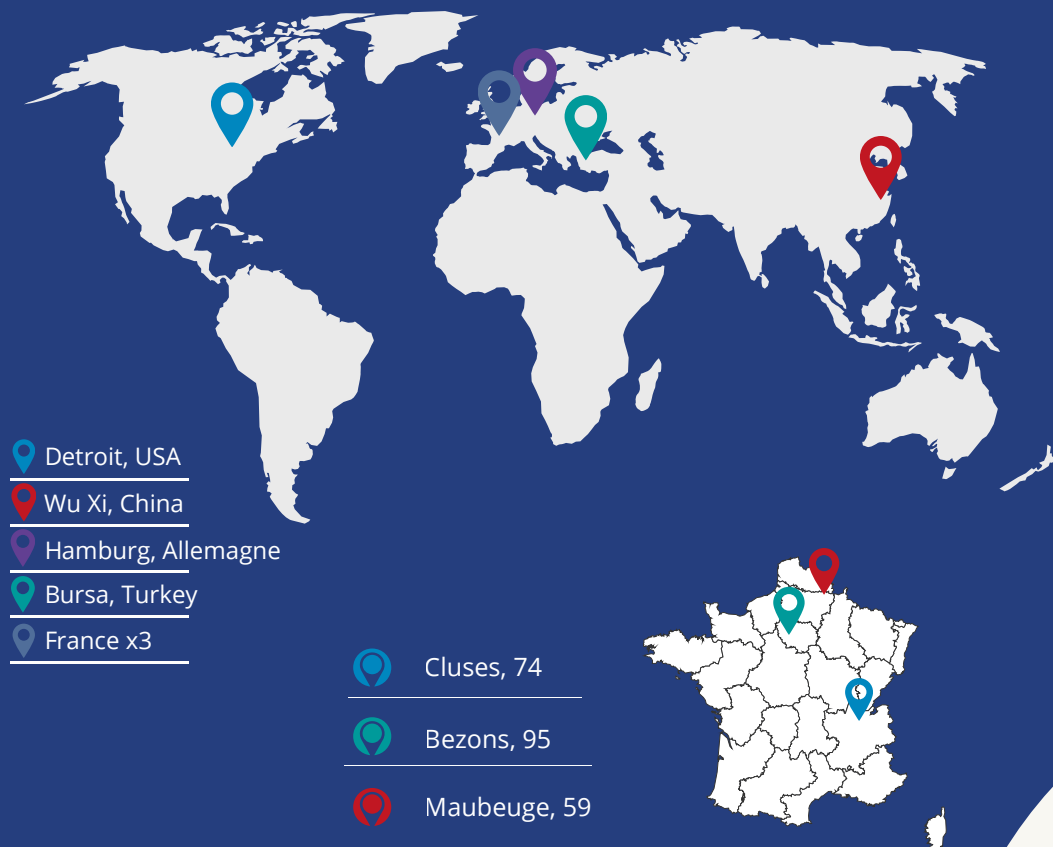 Detroit, USA
Wu Xi, China
Hamburg, Allemagne
Bursa, Turkey
France x3
Cluses, 74
Bezons, 95
Maubeuge, 59